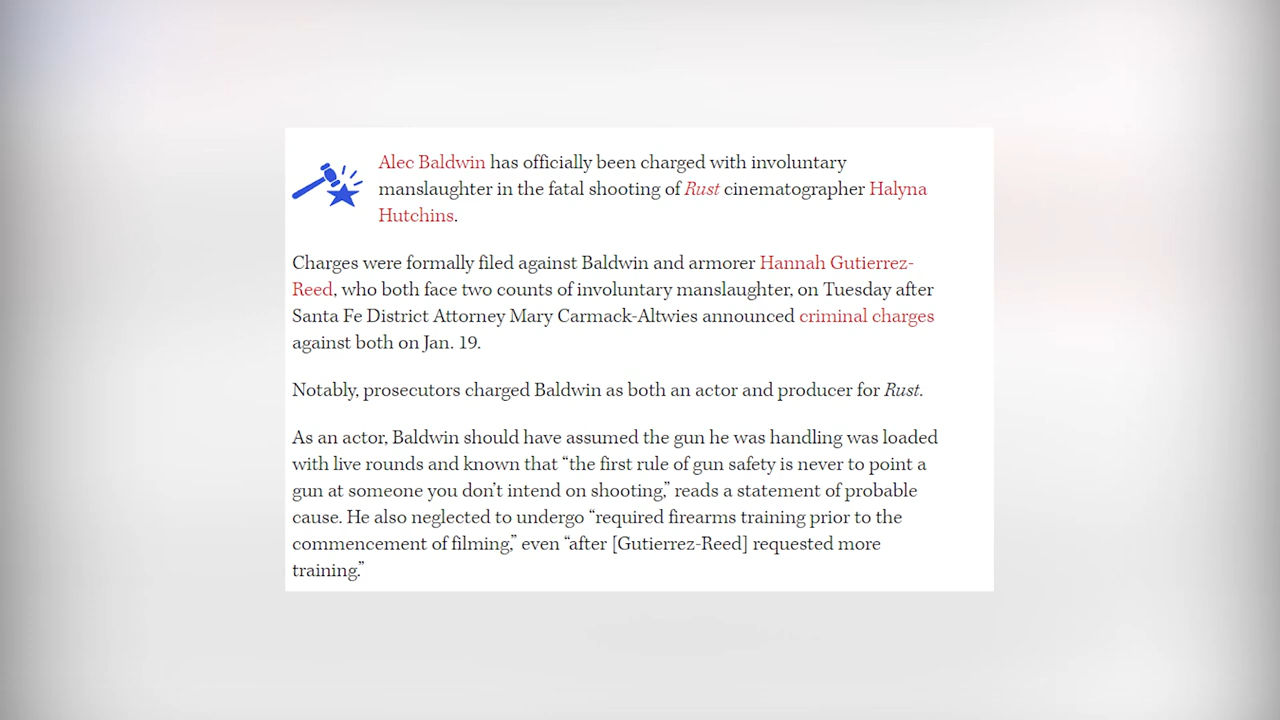 Alec Baldwin has officially been charged with involuntary
manslaughter in the fatal shooting of Rust cinematographer Halyna
Hutchins.
Charges were formally filed against Baldwin and armorer Hannah Gutierrez-
Reed, who both face two counts of involuntary manslaughter, on Tuesday after
Santa Fe District Attorney Mary Carmack-Altwies announced criminal charges
against both on Jan. 19.
Notably, prosecutors charged Baldwin as both an actor and producer for Rust.
As an actor, Baldwin should have assumed the gun he was handling was loaded
with live rounds and known that “the first rule of gun safety is never to point a
gun at someone you don’t intend on shooting,” reads a statement of probable
cause. He also neglected to undergo “required firearms training prior to the
commencement of filming,” even “after [Gutierrez-Reed] requested more
training.”